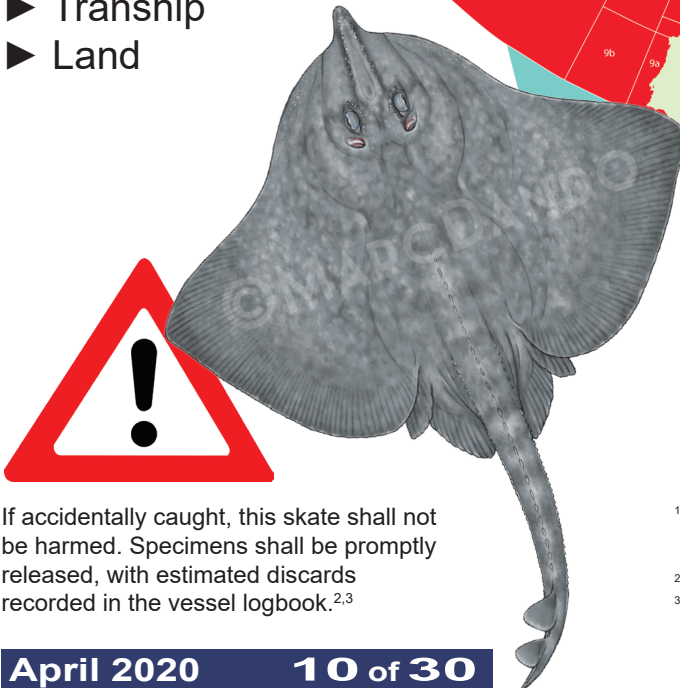 ► Tranship
► Land
9b
9a
©MARCDANDO
If accidentally caught, this skate shall not
be harmed. Specimens shall be promptly
released, with estimated discards
recorded in the vessel logbook.2,3
1
2
3
April 2020 10 of 30